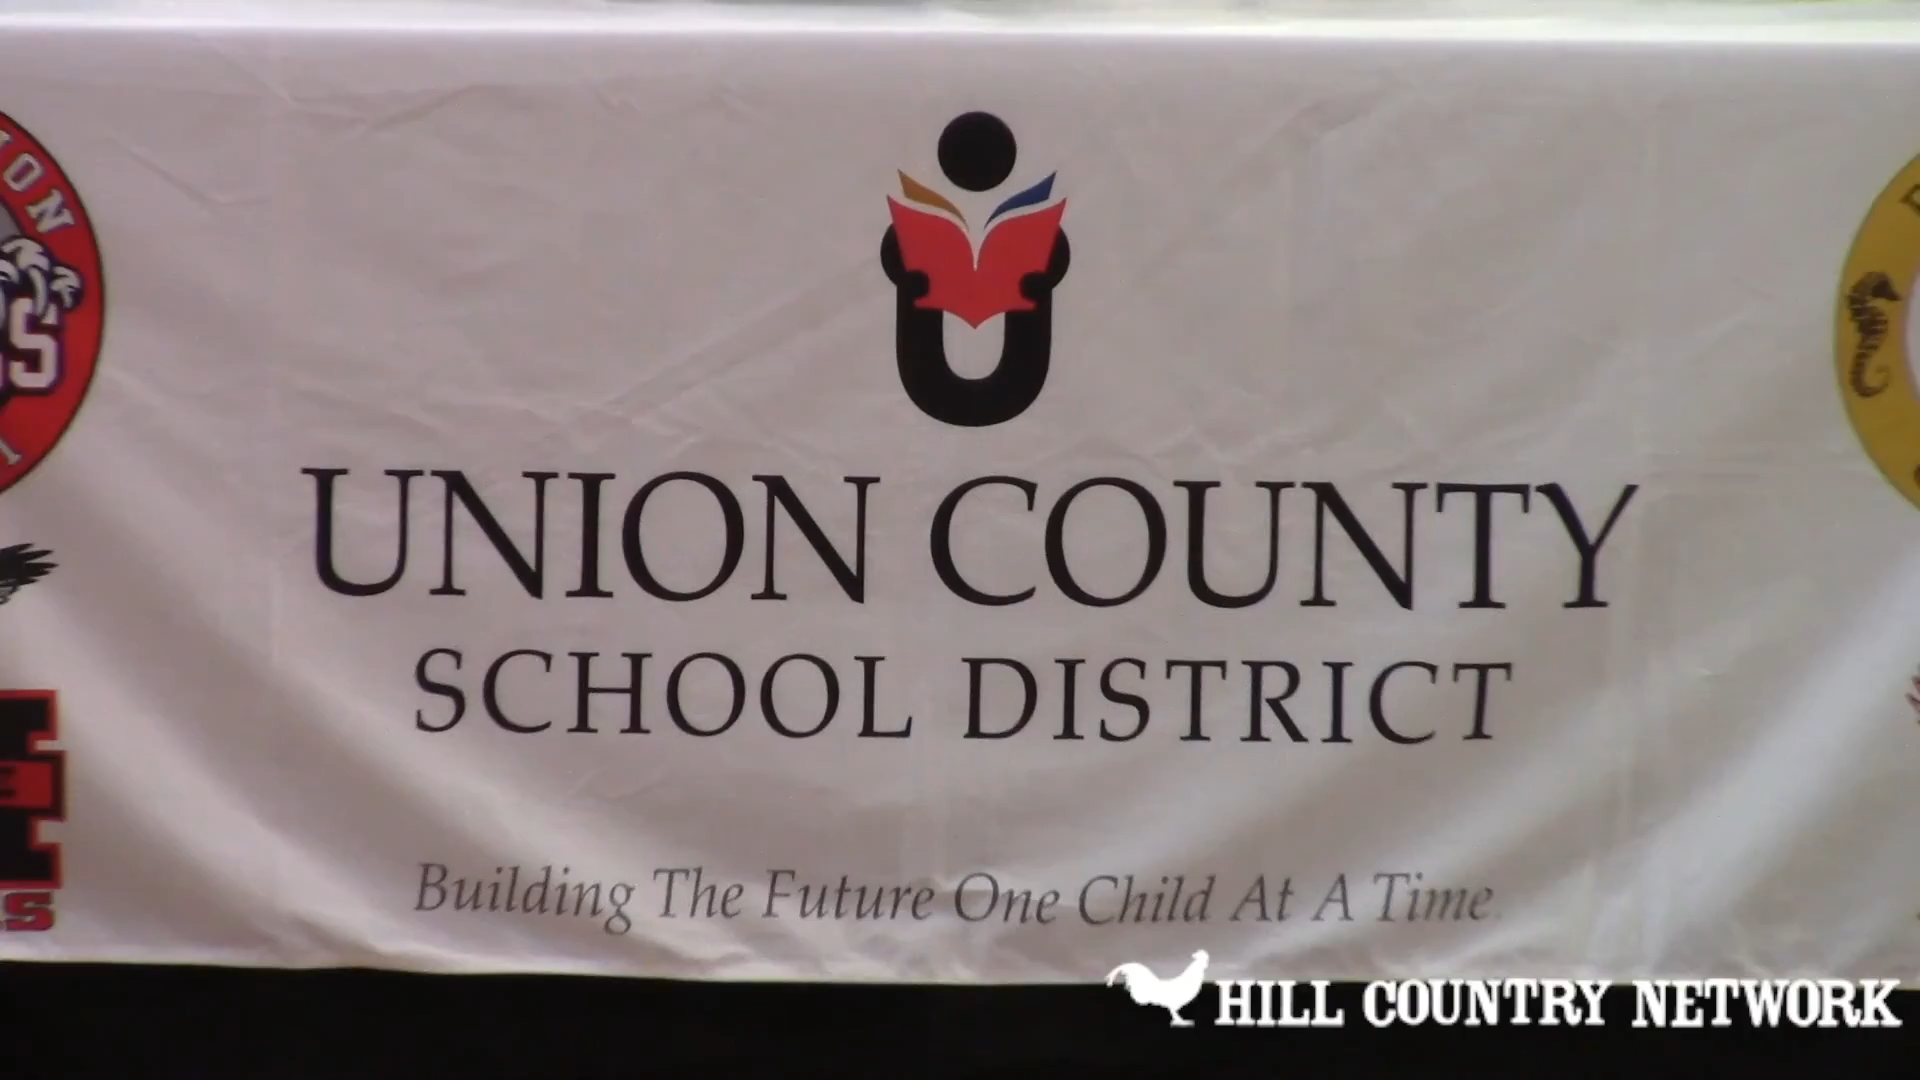 UNION COUNTY
SCHOOL DISTRICT
Building The Future One Child At A Time
HILL COUNTRY NETWORK